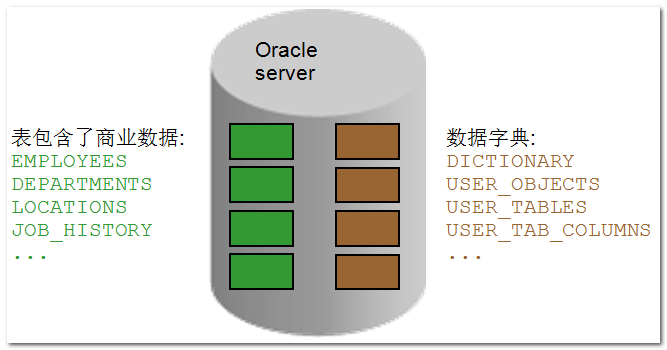 Oracle
server
表包含了商业数据:
EMPLOYEES
DEPARTMENTS
LOCATIONS
JOB_HISTORY
...
数据字典:
DICTIONARY
USER_OBJECTS
USER_TABLES
USER_TAB_COLUMNS
...